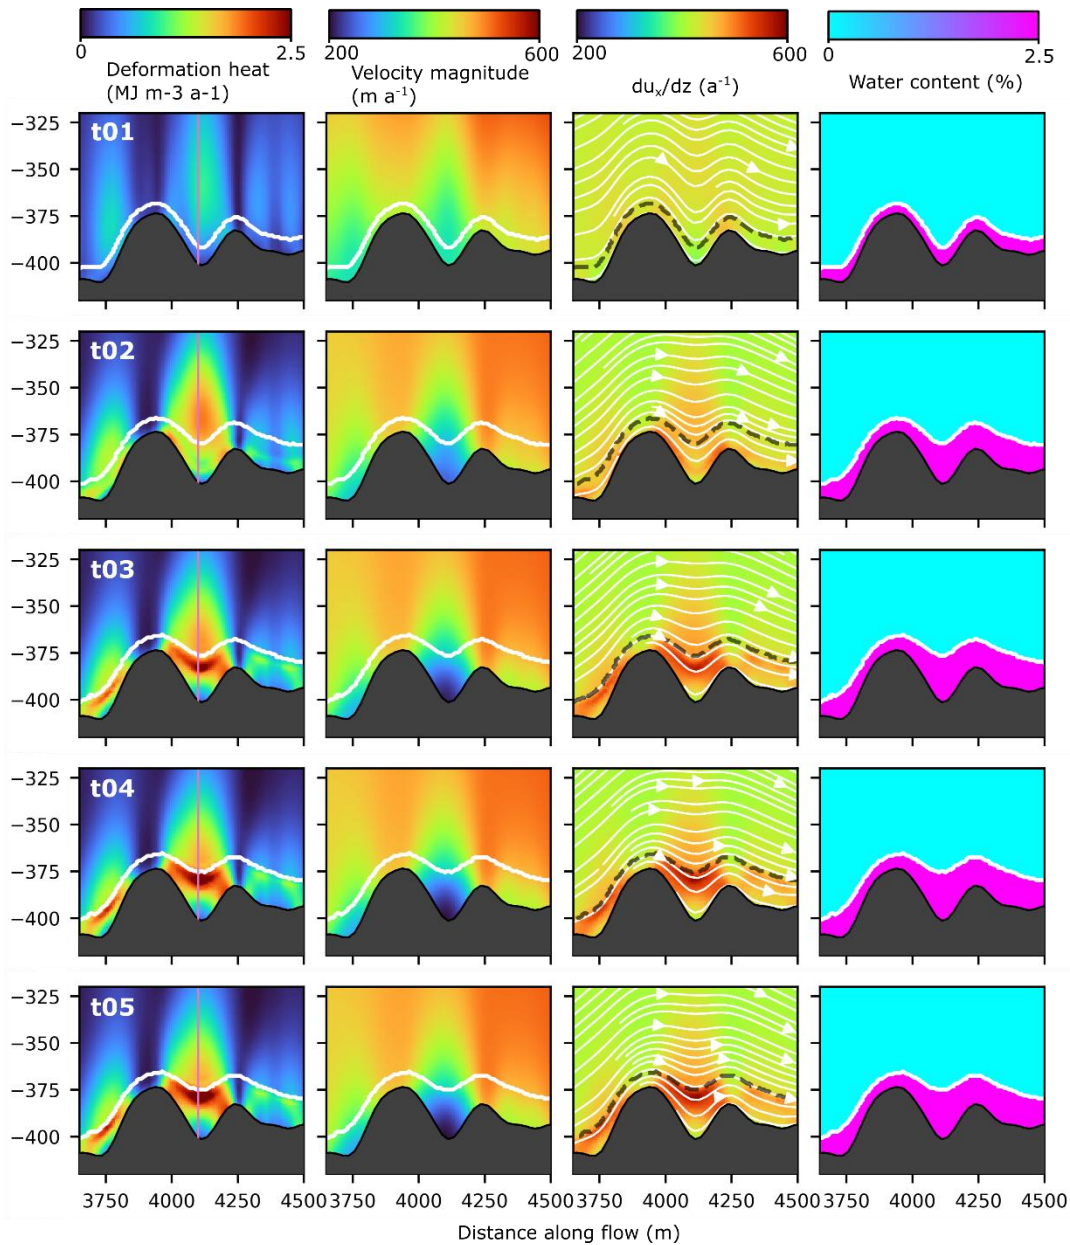 0 2.5 200 600 200 600 0 2.5
Deformation heat
(MJ m-3 a-1)
Velocity magnitude
(m a⁻¹)
duₓ/dz (a⁻¹)
Water content (%)
t01
−325
−350
−375
−400
t02
−325
−350
−375
−400
t03
−325
−350
−375
−400
t04
−325
−350
−375
−400
t05
−325
−350
−375
−400
3750 4000 4250 4500 3750 4000 4250 4500 3750 4000 4250 4500 3750 4000 4250 4500
Distance along flow (m)